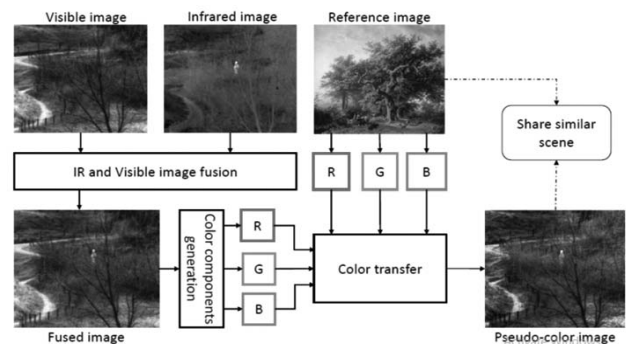 Visible image
Infrared image
Reference image
Share similar
scene
IR and Visible image fusion
R
G
B
Color components
generation
R
G
B
Color transfer
Fused image
Pseudo-color image